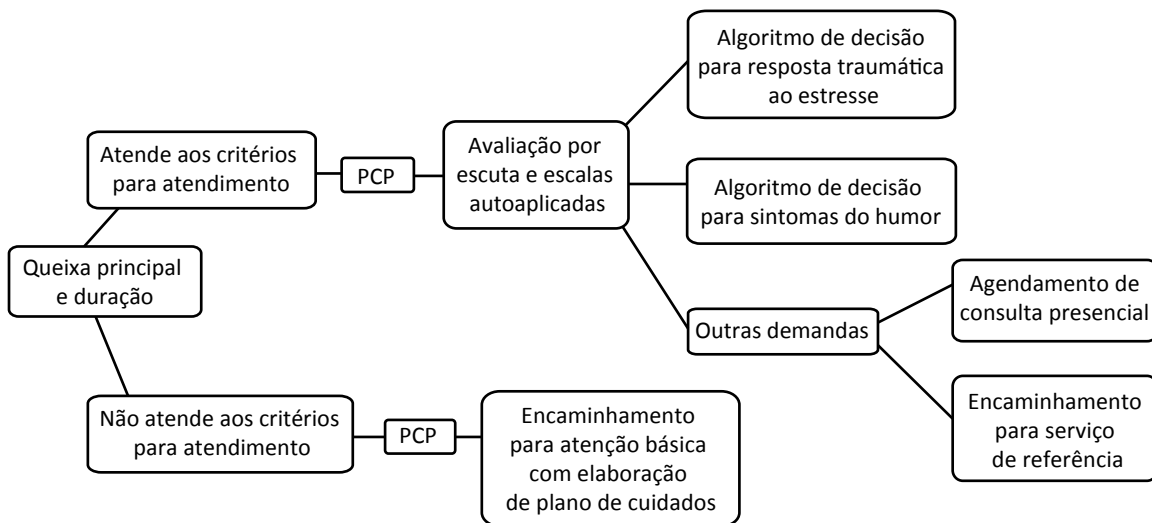 Queixa principal
e duração
Atende aos critérios
para atendimento
PCP
Avaliação por
escuta e escalas
autoaplicadas
Algoritmo de decisão
para resposta traumática
ao estresse
Algoritmo de decisão
para sintomas do humor
Outras demandas
Agendamento de
consulta presencial
Encaminhamento
para serviço
de referência
Não atende aos critérios
para atendimento
PCP
Encaminhamento
para atenção básica
com elaboração
de plano de cuidados